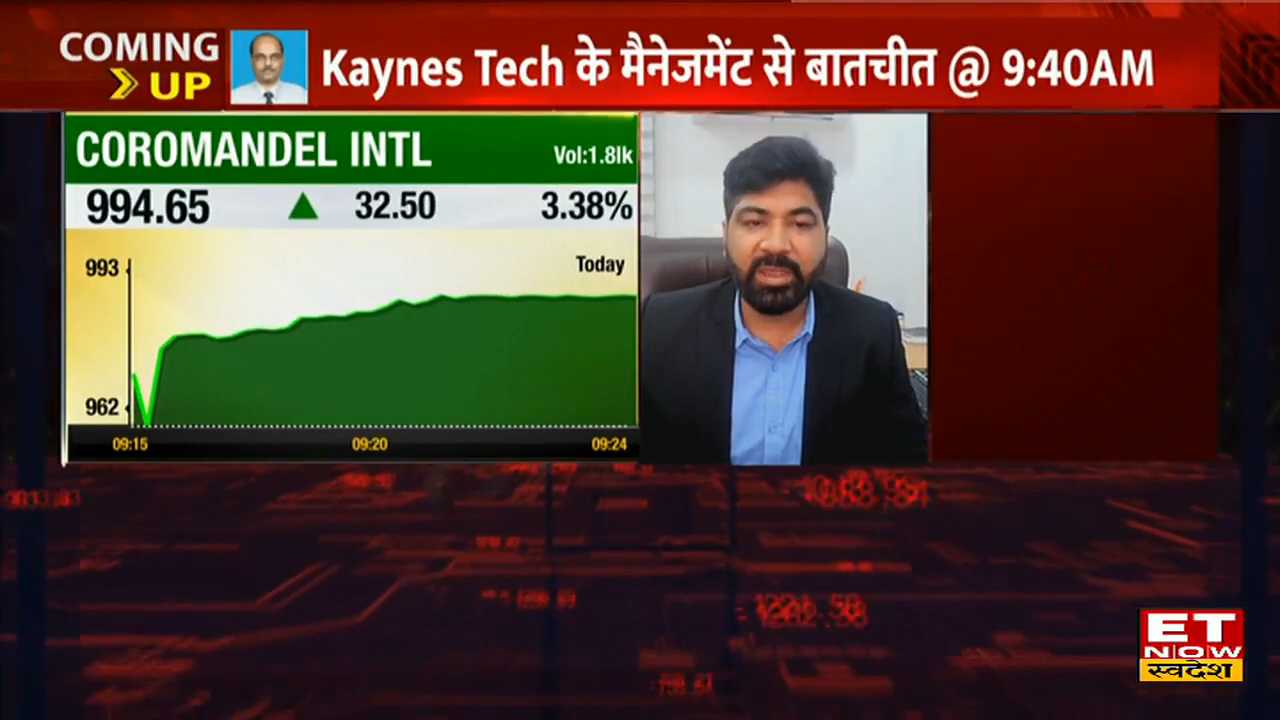 COMING UP
Kaynes Tech के मैनेजमेंट से बातचीत @ 9:40AM
COROMANDEL INTL Vol:1.8lk
994.65 ▲ 32.50 3.38%
Today
993
962
09:15 09:20 09:24
ET
NOW
स्वदेश